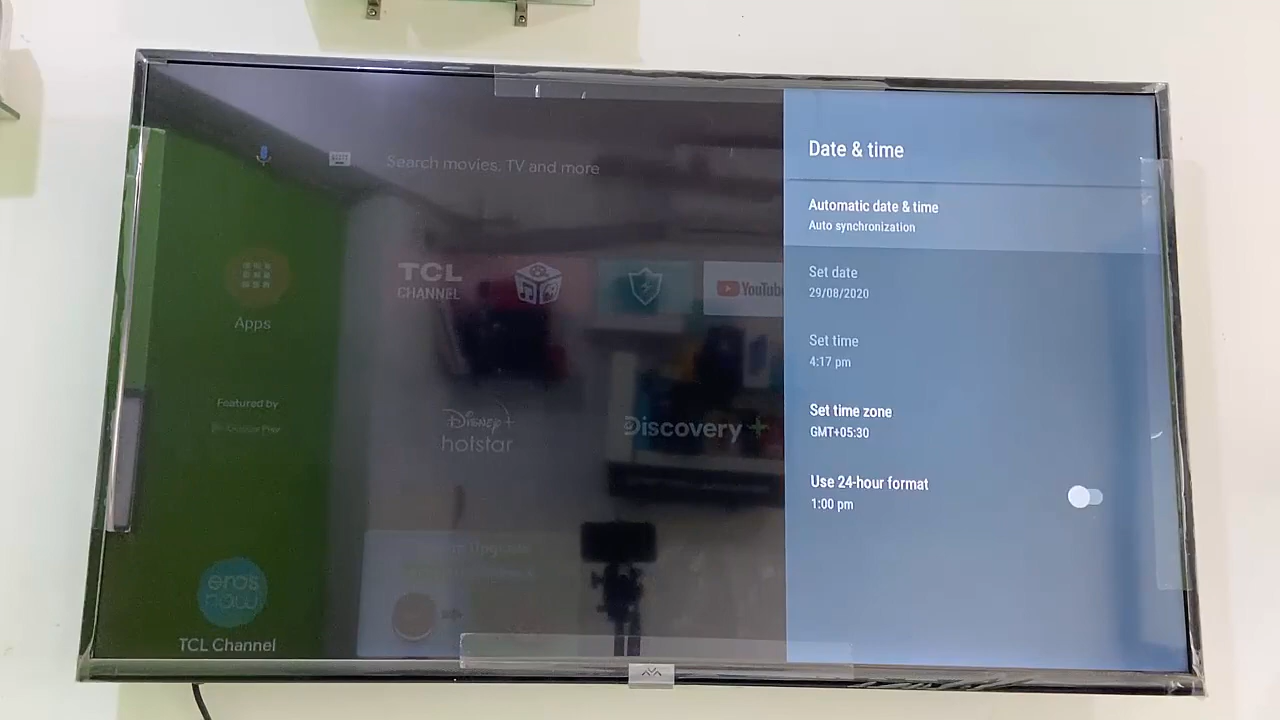 Search movies, TV and more
TCL
CHANNEL
YouTube
Apps
Featured by
Disney+
hotstar
Discovery +
eros
now
TCL Channel
Date & time
Automatic date & time
Auto synchronization
Set date
29/08/2020
Set time
4:17 pm
Set time zone
GMT+05:30
Use 24-hour format
1:00 pm